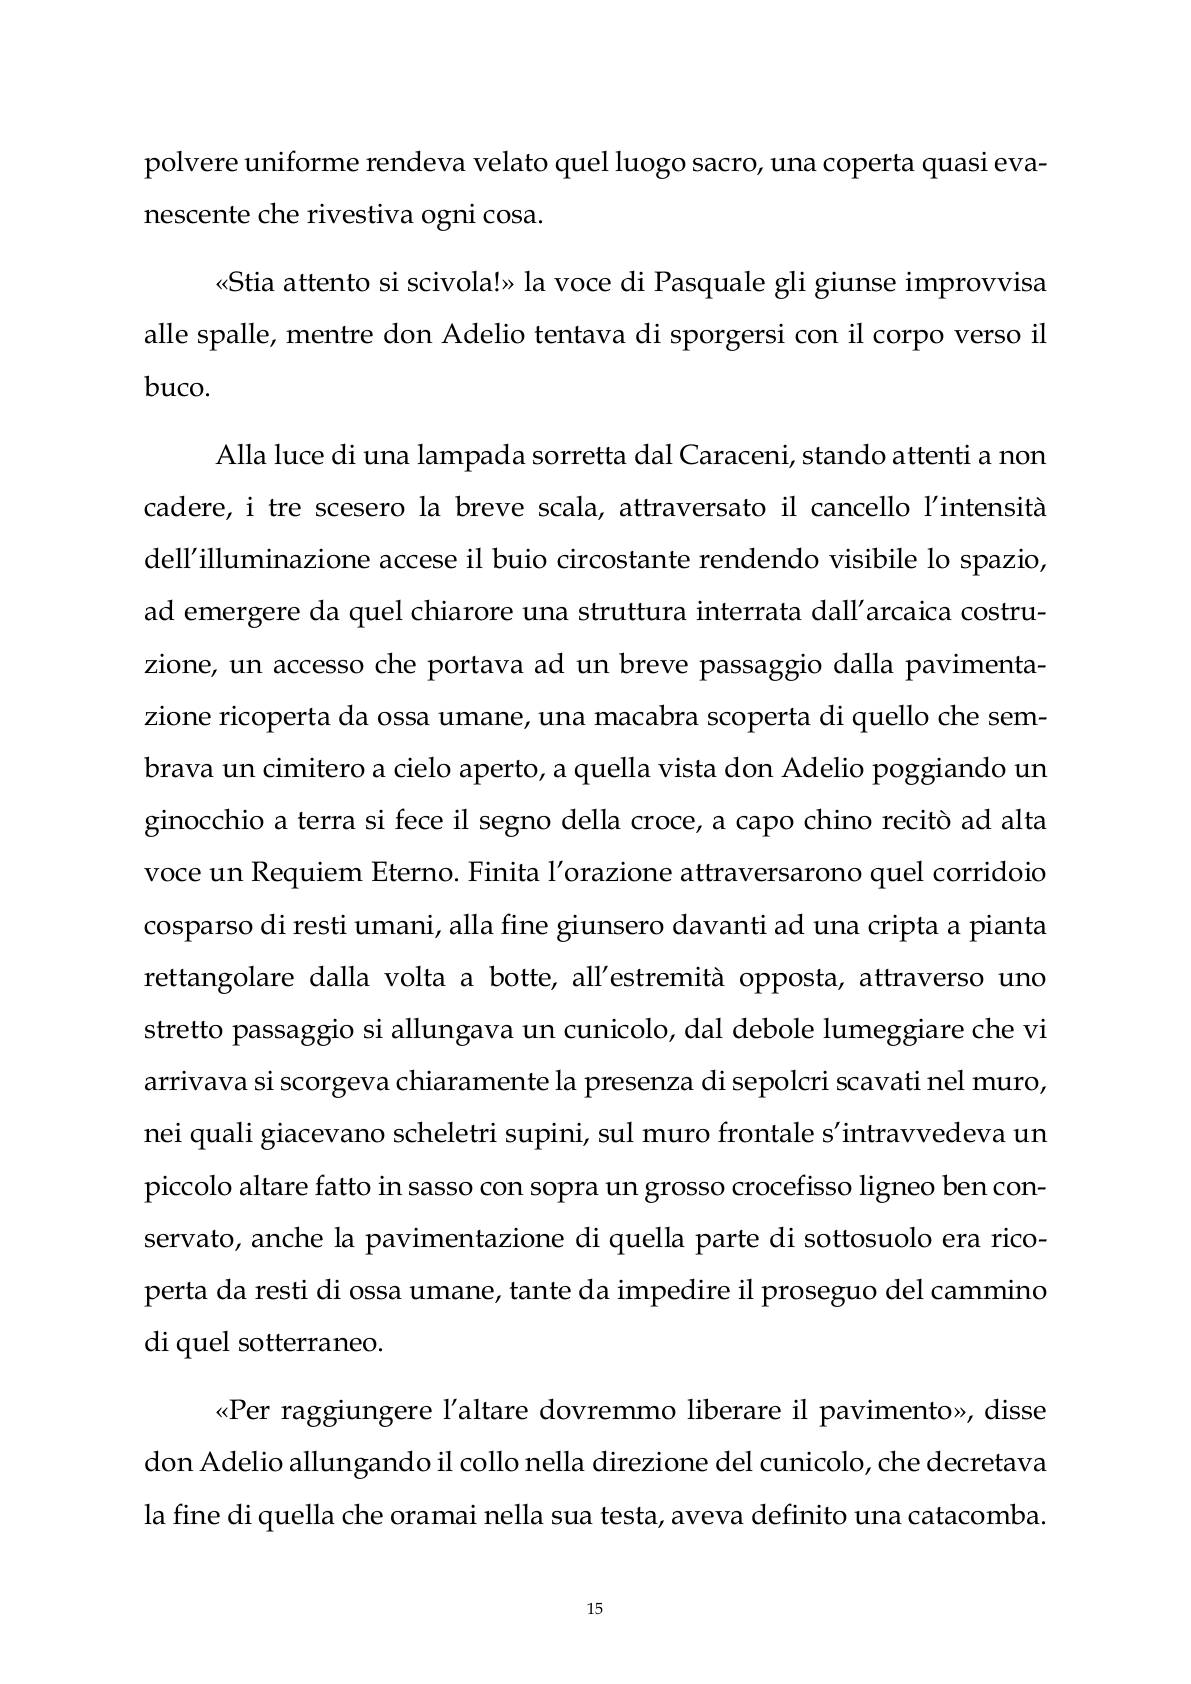 polvere uniforme rendeva velato quel luogo sacro, una coperta quasi eva-
nescente che rivestiva ogni cosa.
«Stia attento si scivola!» la voce di Pasquale gli giunse improvvisa
alle spalle, mentre don Adelio tentava di sporgersi con il corpo verso il
buco.
Alla luce di una lampada sorretta dal Caraceni, stando attenti a non
cadere, i tre scesero la breve scala, attraversato il cancello l’intensità
dell’illuminazione accese il buio circostante rendendo visibile lo spazio,
ad emergere da quel chiarore una struttura interrata dall’arcaica costru-
zione, un accesso che portava ad un breve passaggio dalla pavimenta-
zione ricoperta da ossa umane, una macabra scoperta di quello che sem-
brava un cimitero a cielo aperto, a quella vista don Adelio poggiando un
ginocchio a terra si fece il segno della croce, a capo chino recitò ad alta
voce un Requiem Eterno. Finita l’orazione attraversarono quel corridoio
cosparso di resti umani, alla fine giunsero davanti ad una cripta a pianta
rettangolare dalla volta a botte, all’estremità opposta, attraverso uno
stretto passaggio si allungava un cunicolo, dal debole lumeggiare che vi
arrivava si scorgeva chiaramente la presenza di sepolcri scavati nel muro,
nei quali giacevano scheletri supini, sul muro frontale s’intravvedeva un
piccolo altare fatto in sasso con sopra un grosso crocefisso ligneo ben con-
servato, anche la pavimentazione di quella parte di sottosuolo era rico-
perta da resti di ossa umane, tante da impedire il proseguo del cammino
di quel sotterraneo.
«Per raggiungere l’altare dovremmo liberare il pavimento», disse
don Adelio allungando il collo nella direzione del cunicolo, che decretava
la fine di quella che oramai nella sua testa, aveva definito una catacomba.
15